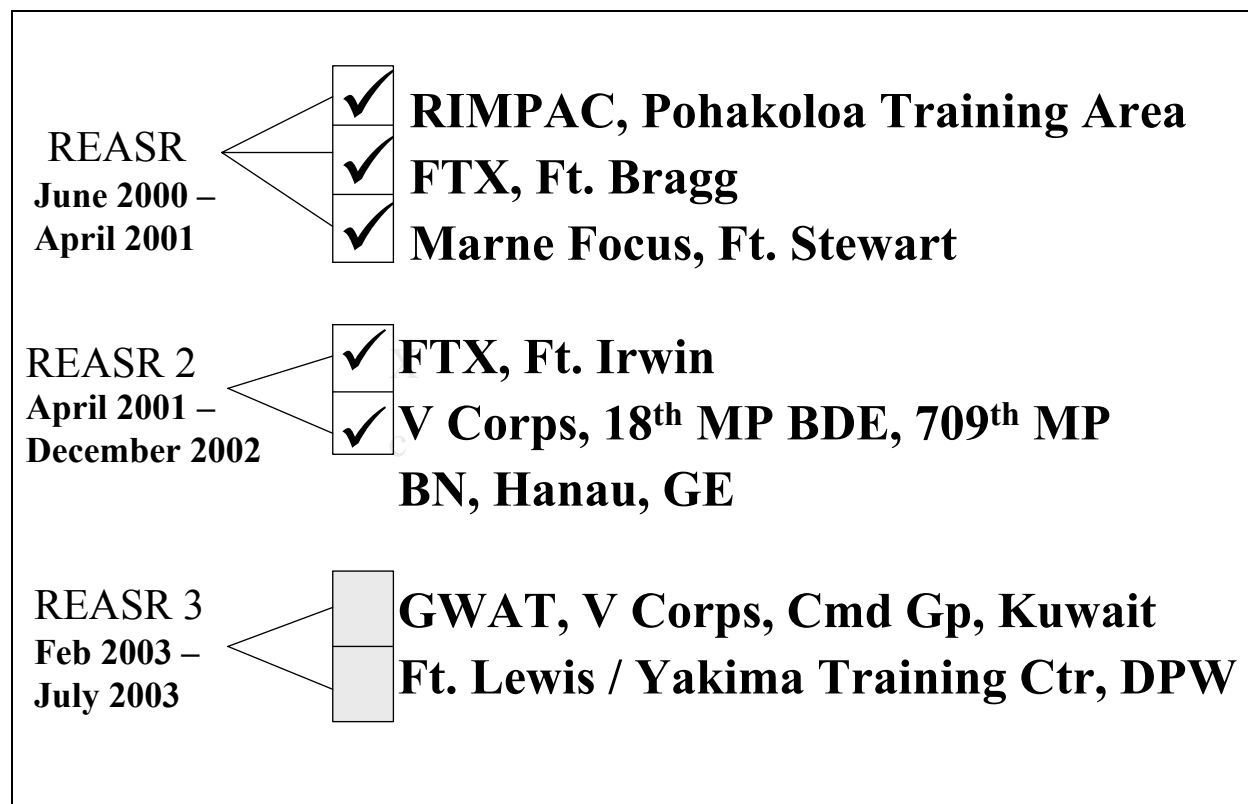 REASR
June 2000 –
April 2001
RIMPAC, Pohakoloa Training Area
FTX, Ft. Bragg
Marne Focus, Ft. Stewart
REASR 2
April 2001 –
December 2002
FTX, Ft. Irwin
V Corps, 18th MP BDE, 709th MP
BN, Hanau, GE
REASR 3
Feb 2003 –
July 2003
GWAT, V Corps, Cmd Gp, Kuwait
Ft. Lewis / Yakima Training Ctr, DPW